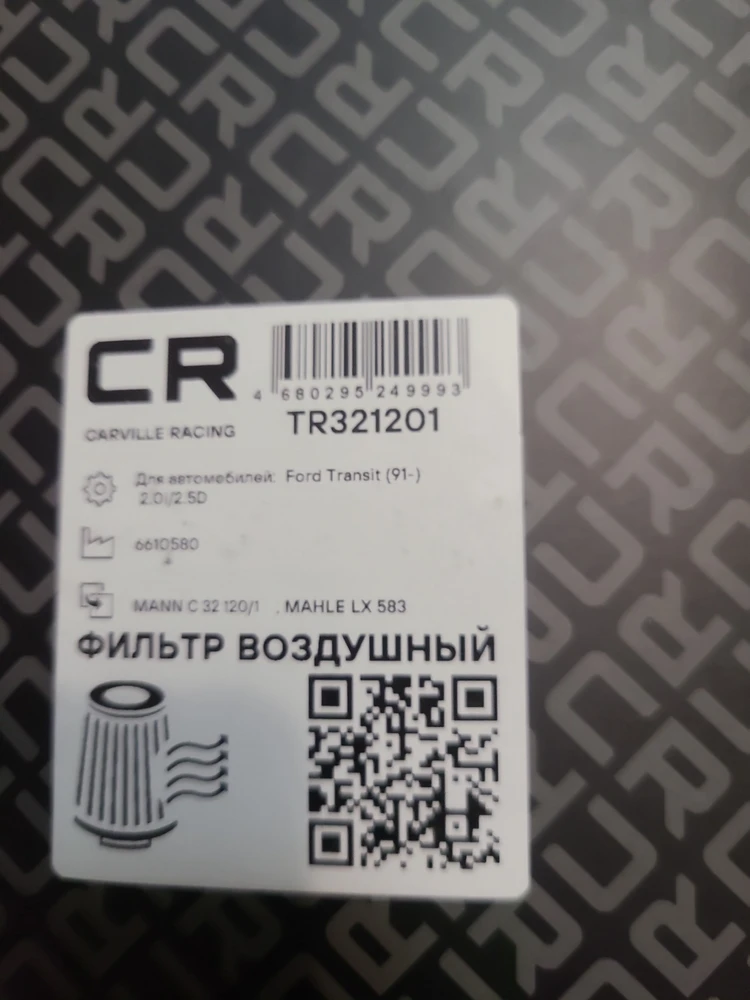 CR
4 680295 249993
TR321201
CARVILLE RACING
Для автомобилей: Ford Transit (91-)
2.0i/2.5D
6610580
MANN C 32 120/1 , MAHLE LX 583
ФИЛЬТР ВОЗДУШНЫЙ